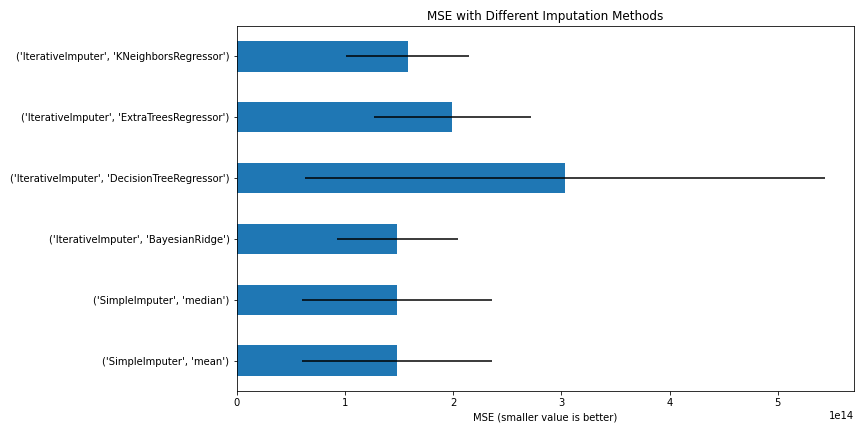 MSE with Different Imputation Methods
('IterativeImputer', 'KNeighborsRegressor')
('IterativeImputer', 'ExtraTreesRegressor')
('IterativeImputer', 'DecisionTreeRegressor')
('IterativeImputer', 'BayesianRidge')
('SimpleImputer', 'median')
('SimpleImputer', 'mean')
0 1 2 3 4 5
1e14
MSE (smaller value is better)